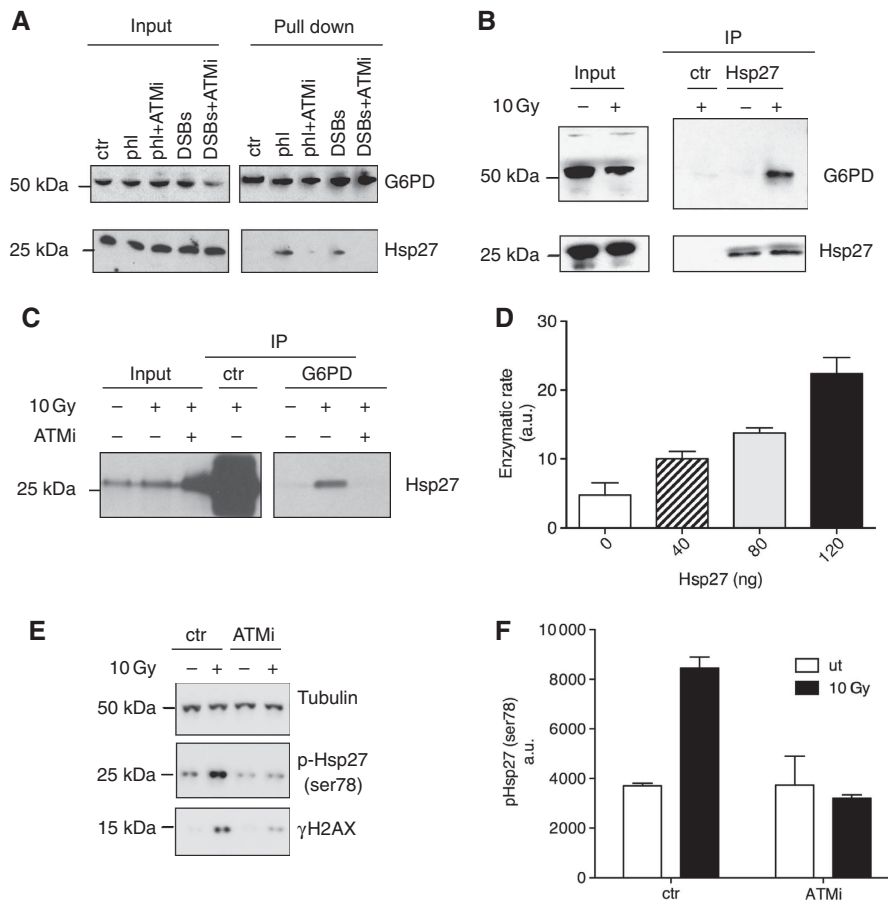 A
Input
Pull down
ctr
phl
phl+ATMi
DSBs
DSBs+ATMi
ctr
phl
phl+ATMi
DSBs
DSBs+ATMi
50 kDa
G6PD
25 kDa
Hsp27
B
IP
Input
ctr
Hsp27
10 Gy
– + + – +
50 kDa
G6PD
25 kDa
Hsp27
C
IP
Input
ctr
G6PD
10 Gy – + + + – + +
ATMi – – + – – – +
25 kDa
Hsp27
D
30
20
10
0
Enzymatic rate
(a.u.)
0
40
80
120
Hsp27 (ng)
E
ctr
ATMi
10 Gy – + – +
50 kDa
Tubulin
25 kDa
p-Hsp27
(ser78)
15 kDa
γH2AX
F
10 000
8000
6000
4000
2000
0
pHsp27 (ser78)
a.u.
ut
10 Gy
ctr
ATMi